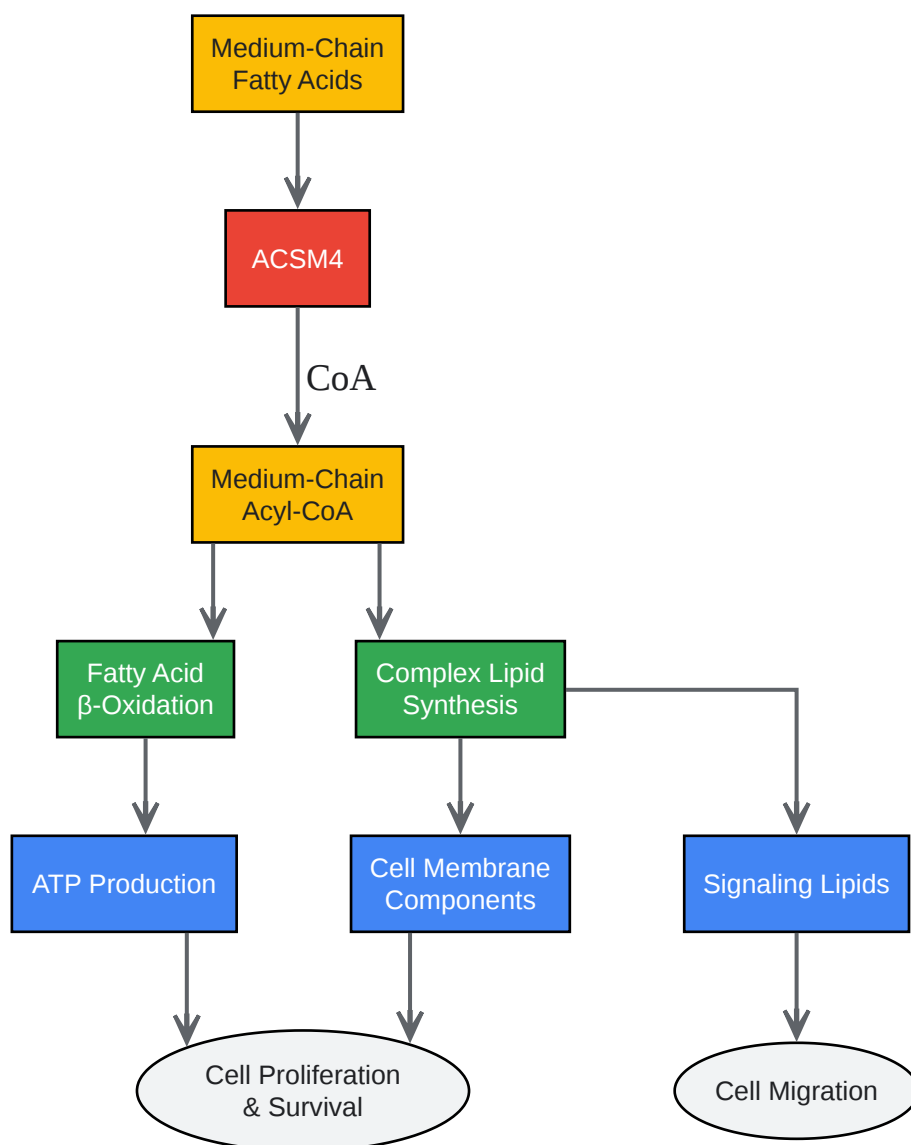 Medium-Chain
Fatty Acids
ACSM4
CoA
Medium-Chain
Acyl-CoA
Fatty Acid
β-Oxidation
Complex Lipid
Synthesis
ATP Production
Cell Membrane
Components
Signaling Lipids
Cell Proliferation
& Survival
Cell Migration